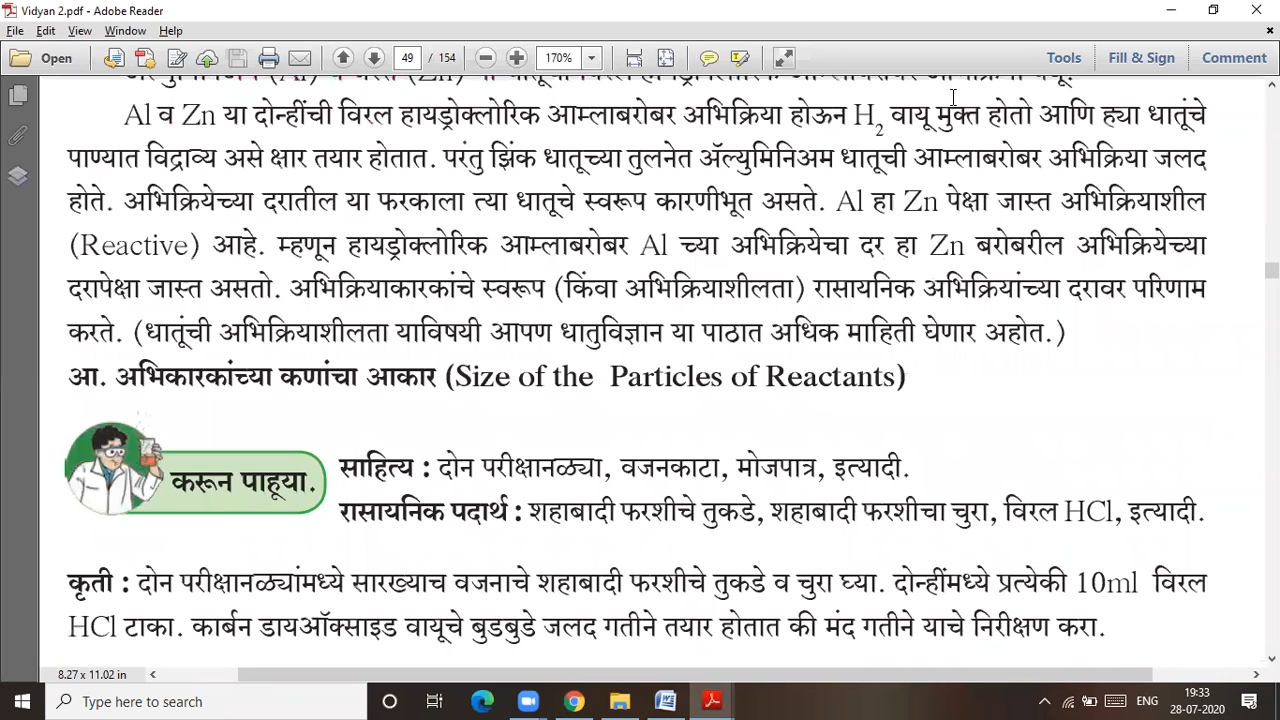 Vidyan 2.pdf - Adobe Reader
File Edit View Window Help
Open 49 / 154 170% Tools Fill & Sign Comment
Al व Zn या दोन्हींची विरल हायड्रोक्लोरिक आम्लाबरोबर अभिक्रिया होऊन H2 वायू मुक्त होतो आणि ह्या धातूंचे
पाण्यात विद्राव्य असे क्षार तयार होतात. परंतु झिंक धातूच्या तुलनेत ॲल्युमिनिअम धातूची आम्लाबरोबर अभिक्रिया जलद
होते. अभिक्रियेच्या दरातील या फरकाला त्या धातूचे स्वरूप कारणीभूत असते. Al हा Zn पेक्षा जास्त अभिक्रियाशील
(Reactive) आहे. म्हणून हायड्रोक्लोरिक आम्लाबरोबर Al च्या अभिक्रियेचा दर हा Zn बरोबरील अभिक्रियेच्या
दरापेक्षा जास्त असतो. अभिक्रियाकारकांचे स्वरूप (किंवा अभिक्रियाशीलता) रासायनिक अभिक्रियांच्या दरावर परिणाम
करते. (धातूंची अभिक्रियाशीलता याविषयी आपण धातुविज्ञान या पाठात अधिक माहिती घेणार अहोत.)
आ. अभिकारकांच्या कणांचा आकार (Size of the Particles of Reactants)
करून पाहूया.
साहित्य : दोन परीक्षानळ्या, वजनकाटा, मोजपात्र, इत्यादी.
रासायनिक पदार्थ : शहाबादी फरशीचे तुकडे, शहाबादी फरशीचा चुरा, विरल HCl, इत्यादी.
कृती : दोन परीक्षानळ्यांमध्ये सारख्याच वजनाचे शहाबादी फरशीचे तुकडे व चुरा घ्या. दोन्हींमध्ये प्रत्येकी 10ml विरल
HCl टाका. कार्बन डायऑक्साइड वायूचे बुडबुडे जलद गतीने तयार होतात की मंद गतीने याचे निरीक्षण करा.
8.27 x 11.02 in
Type here to search
ENG
19:33
28-07-2020